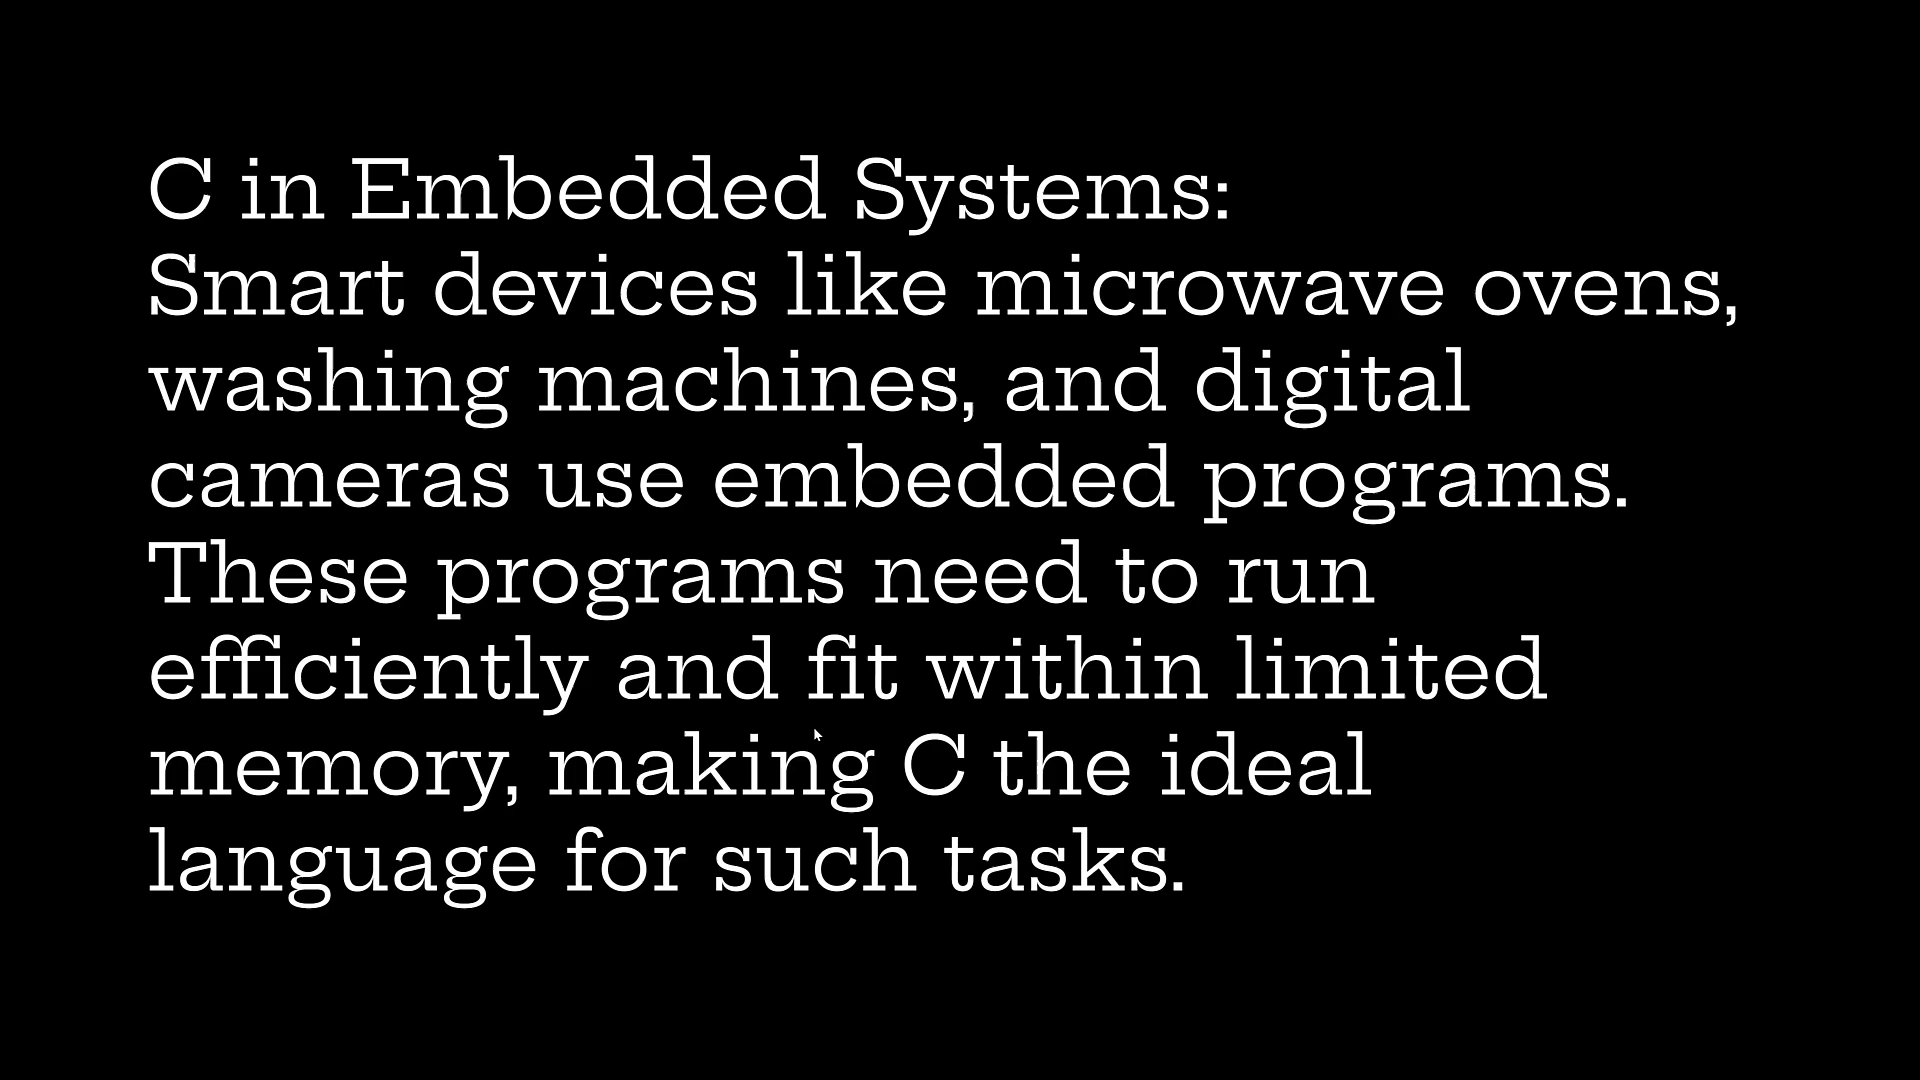 C in Embedded Systems:
Smart devices like microwave ovens,
washing machines, and digital
cameras use embedded programs.
These programs need to run
efficiently and fit within limited
memory, making C the ideal
language for such tasks.